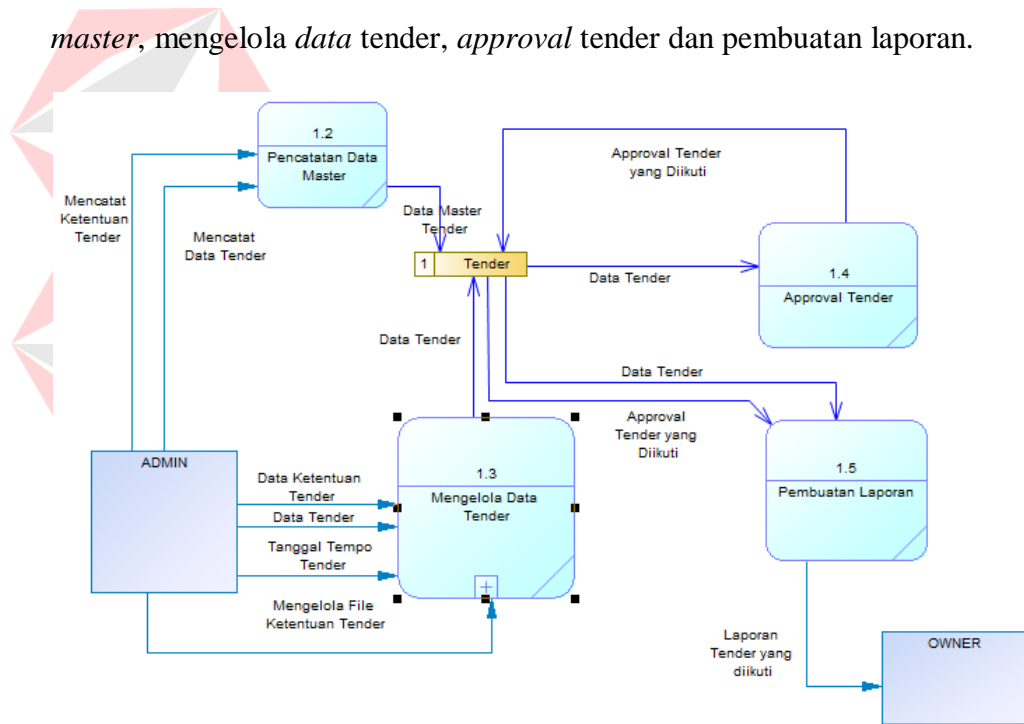 master, mengelola data tender, approval tender dan pembuatan laporan.
1.2
Pencatatan Data
Master
Approval Tender
yang Diikuti
Mencatat
Ketentuan
Tender
Mencatat
Data Tender
Data Master
Tender
1 Tender
Data Tender
1.4
Approval Tender
Data Tender
Data Tender
Approval
Tender yang
Diikuti
ADMIN
Data Ketentuan
Tender
Data Tender
Tanggal Tempo
Tender
Mengelola File
Ketentuan Tender
1.3
Mengelola Data
Tender
1.5
Pembuatan Laporan
Laporan
Tender yang
diikuti
OWNER